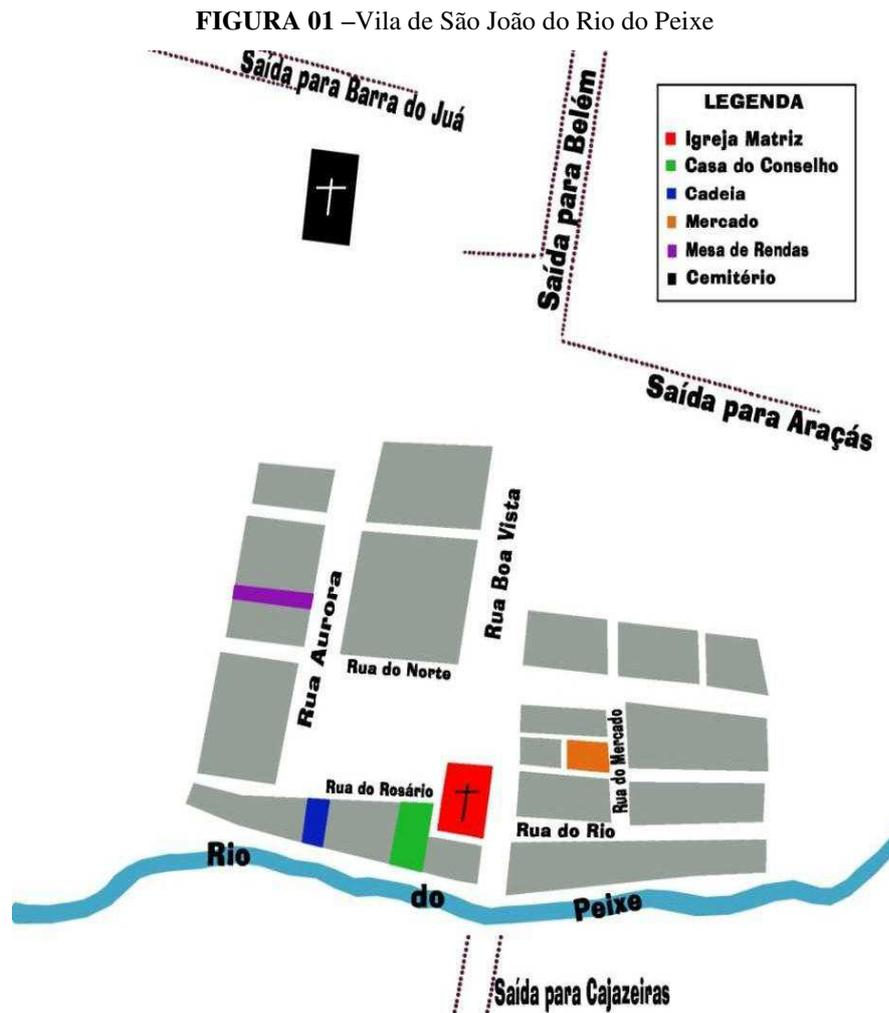 FIGURA 01 –Vila de São João do Rio do Peixe
Saída para Barra do Juá
Saída para Belém
LEGENDA
Igreja Matriz
Casa do Conselho
Cadeia
Mercado
Mesa de Rendas
Cemitério
Saída para Araçás
Rua Boa Vista
Rua Aurora
Rua do Norte
Rua do Mercado
Rua do Rosário
Rua do Rio
Rio do Peixe
Saída para Cajazeiras